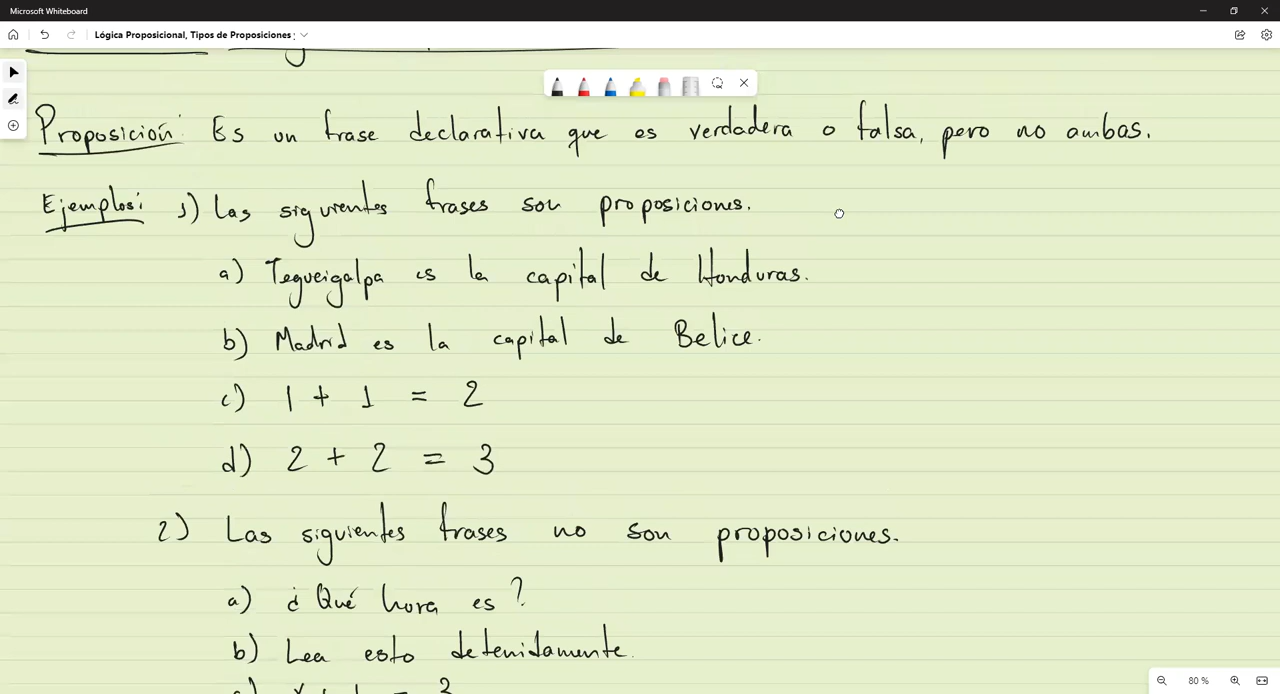 Microsoft Whiteboard
Lógica Proposicional, Tipos de Proposiciones
Proposición: Es un frase declarativa que es verdadera o falsa, pero no ambas.
Ejemplos: 1) Las siguientes frases son proposiciones.
a) Tegucigalpa es la capital de Honduras.
b) Madrid es la capital de Belice.
c) 1 + 1 = 2
d) 2 + 2 = 3
2) Las siguientes frases no son proposiciones.
a) ¿Qué hora es?
b) Lea esto detenidamente.
80 %